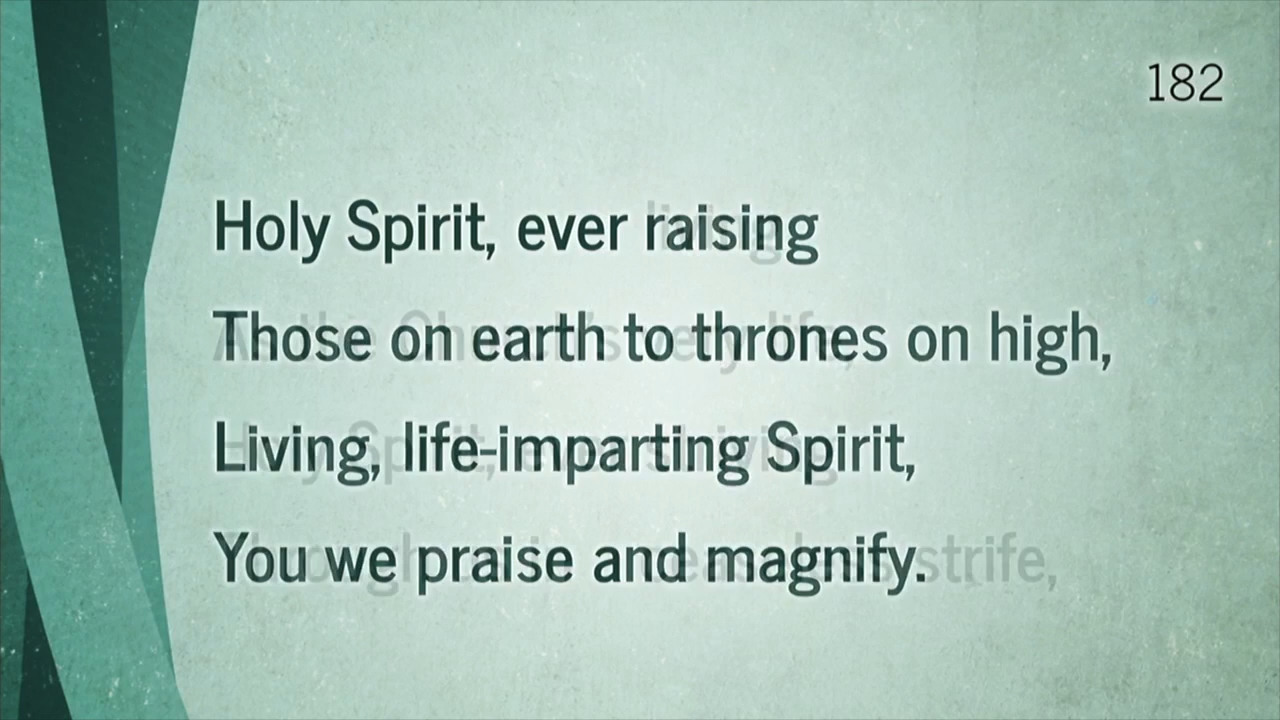 182
Holy Spirit, ever raising
Those on earth to thrones on high,
Living, life-imparting Spirit,
You we praise and magnify.
strife,